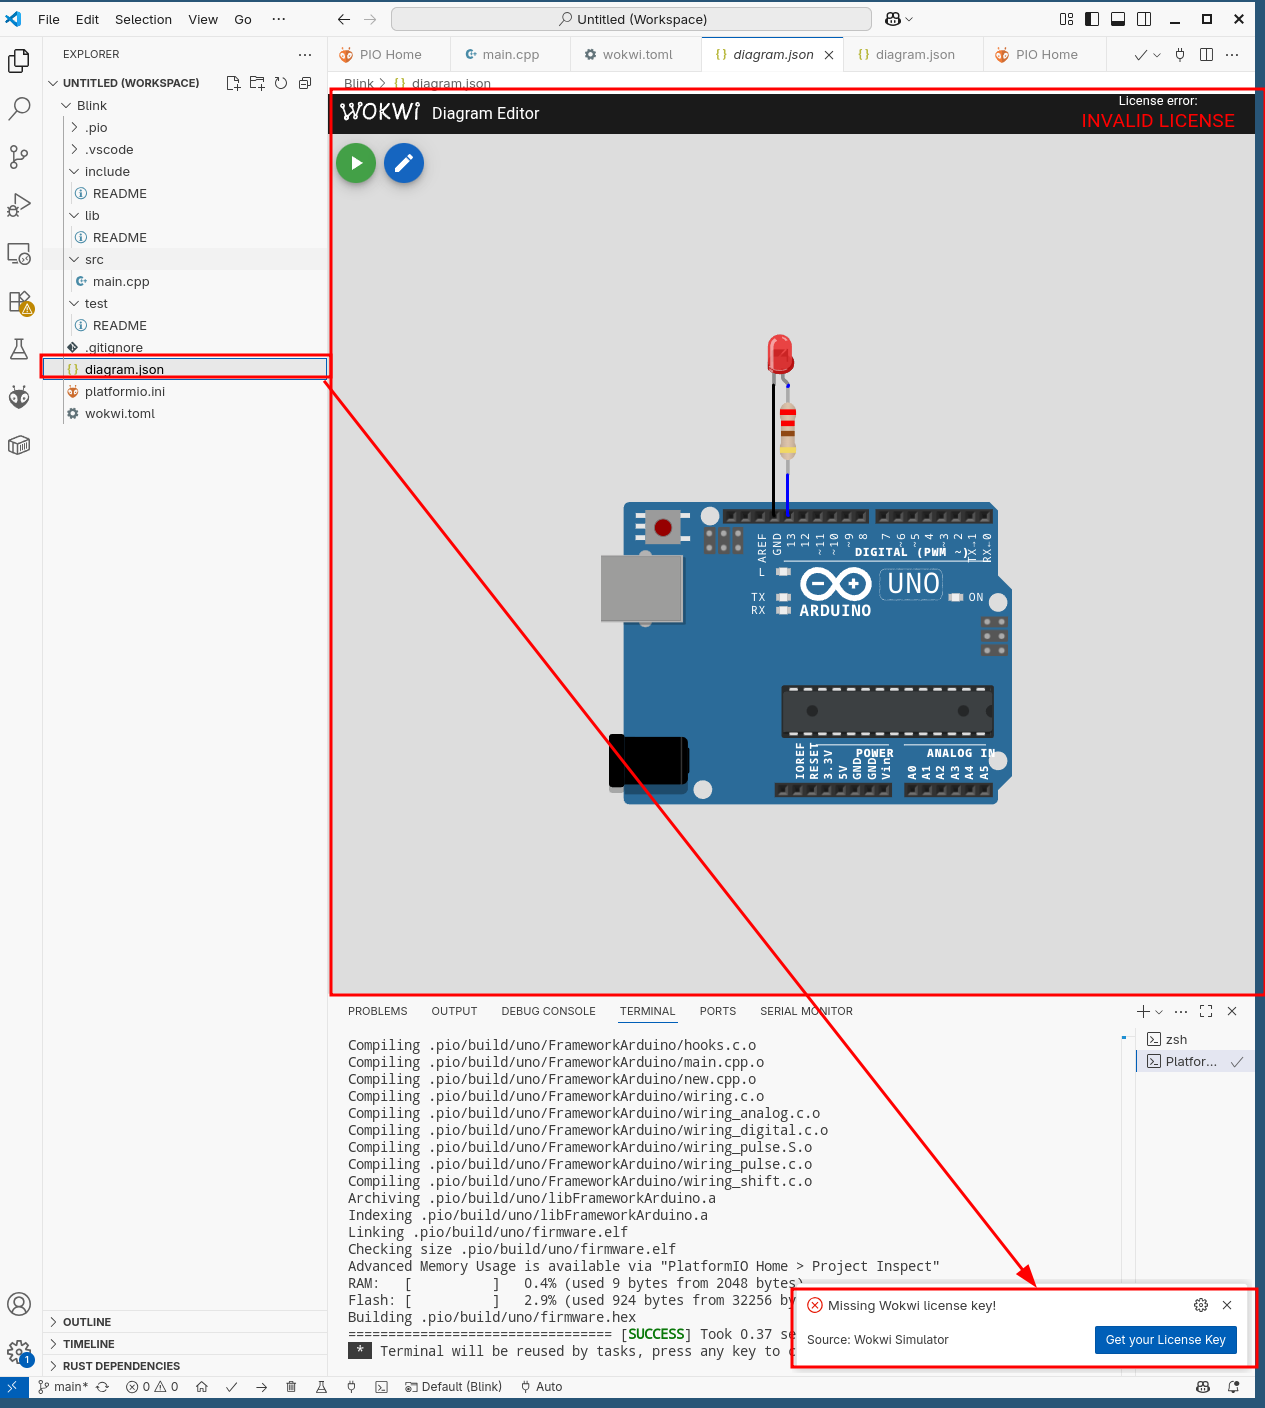 File Edit Selection View Go ··· Untitled (Workspace)
EXPLORER
PIO Home main.cpp wokwi.toml diagram.json diagram.json PIO Home
UNTITLED (WORKSPACE)
Blink > diagram.json
Blink
.pio
.vscode
include
README
lib
README
src
main.cpp
test
README
.gitignore
diagram.json
platformio.ini
wokwi.toml
WOKWi Diagram Editor
License error:
INVALID LICENSE
AREF
GND
13
12
~11
~10
~9
8
7
~6
~5
4
~3
2
TX→1
RX←0
DIGITAL (PWM ~)
L
TX
RX
UNO
ON
ARDUINO
IOREF
RESET
3.3V
5V
GND
GND
Vin
POWER
ANALOG IN
A0
A1
A2
A3
A4
A5
PROBLEMS OUTPUT DEBUG CONSOLE TERMINAL PORTS SERIAL MONITOR
zsh
Platfor...
Compiling .pio/build/uno/FrameworkArduino/hooks.c.o
Compiling .pio/build/uno/FrameworkArduino/main.cpp.o
Compiling .pio/build/uno/FrameworkArduino/new.cpp.o
Compiling .pio/build/uno/FrameworkArduino/wiring.c.o
Compiling .pio/build/uno/FrameworkArduino/wiring_analog.c.o
Compiling .pio/build/uno/FrameworkArduino/wiring_digital.c.o
Compiling .pio/build/uno/FrameworkArduino/wiring_pulse.S.o
Compiling .pio/build/uno/FrameworkArduino/wiring_pulse.c.o
Compiling .pio/build/uno/FrameworkArduino/wiring_shift.c.o
Archiving .pio/build/uno/libFrameworkArduino.a
Indexing .pio/build/uno/libFrameworkArduino.a
Linking .pio/build/uno/firmware.elf
Checking size .pio/build/uno/firmware.elf
Advanced Memory Usage is available via "PlatformIO Home > Project Inspect"
RAM:   [          ]   0.4% (used 9 bytes from 2048 bytes)
Flash: [          ]   2.9% (used 924 bytes from 32256 by
Building .pio/build/uno/firmware.hex
================================= [SUCCESS] Took 0.37 se
* Terminal will be reused by tasks, press any key to c
Missing Wokwi license key!
Source: Wokwi Simulator
Get your License Key
OUTLINE
TIMELINE
RUST DEPENDENCIES
1
main* 0 0 Default (Blink) Auto